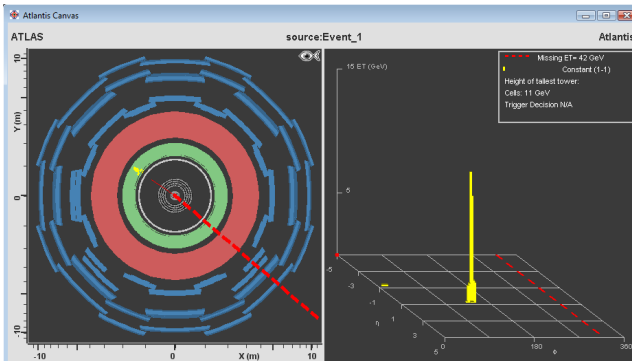 Atlantis Canvas
ATLAS source:Event_1 Atlantis
10
Y (m)
0
-10
-10 0 X (m) 10
15 ET (GeV)
5
-5
-3
-1
η 1
3
5 0 180 Φ 360
Missing ET= 42 GeV
Constant (1-1)
Height of tallest tower:
Cells: 11 GeV
Trigger Decision N/A